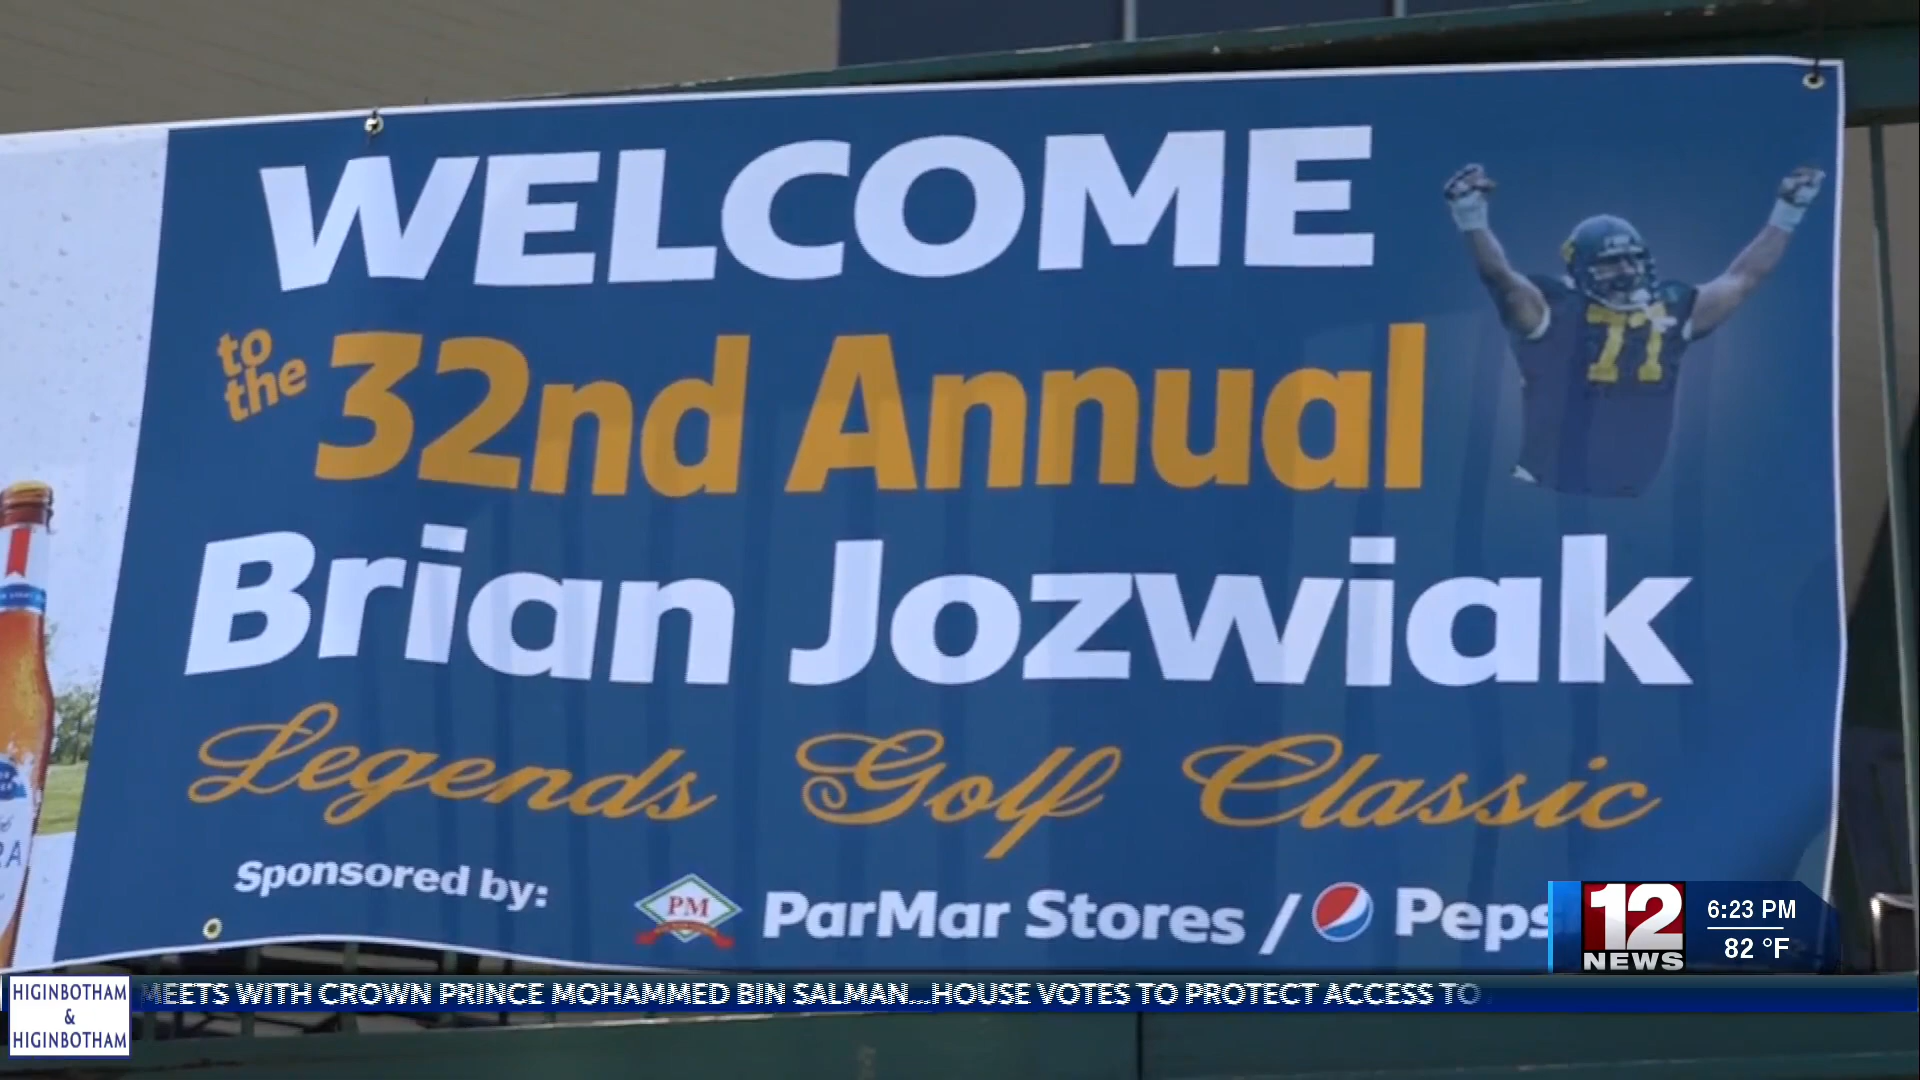 WELCOME
to the 32nd Annual
Brian Jozwiak
Legends Golf Classic
Sponsored by: PM ParMar Stores / Peps
77
RA
12
NEWS
6:23 PM
82 °F
HIGINBOTHAM
&
HIGINBOTHAM
MEETS WITH CROWN PRINCE MOHAMMED BIN SALMAN...HOUSE VOTES TO PROTECT ACCESS TO